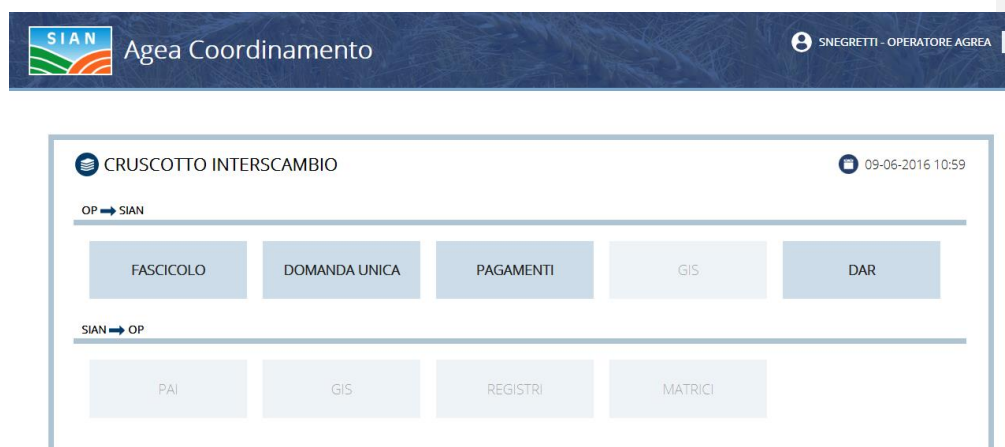 SIAN
Agea Coordinamento
SNEGRETTI - OPERATORE AGREA
CRUSCOTTO INTERSCAMBIO
09-06-2016 10:59
OP ➡ SIAN
FASCICOLO DOMANDA UNICA PAGAMENTI GIS DAR
SIAN ➡ OP
PAI GIS REGISTRI MATRICI